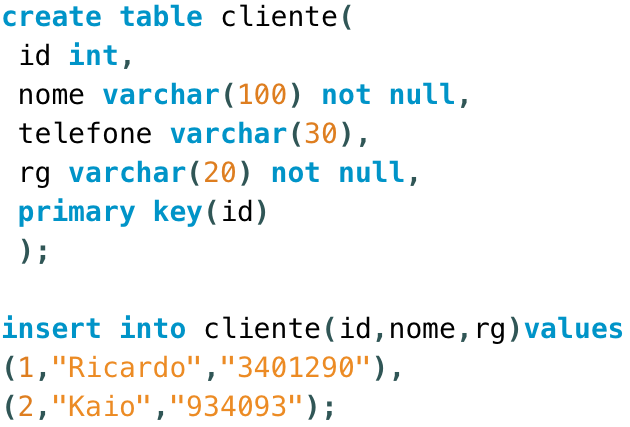 create table cliente(
id int,
nome varchar(100) not null,
telefone varchar(30),
rg varchar(20) not null,
primary key(id)
);
insert into cliente(id,nome,rg)values
(1,"Ricardo","3401290"),
(2,"Kaio","934093");